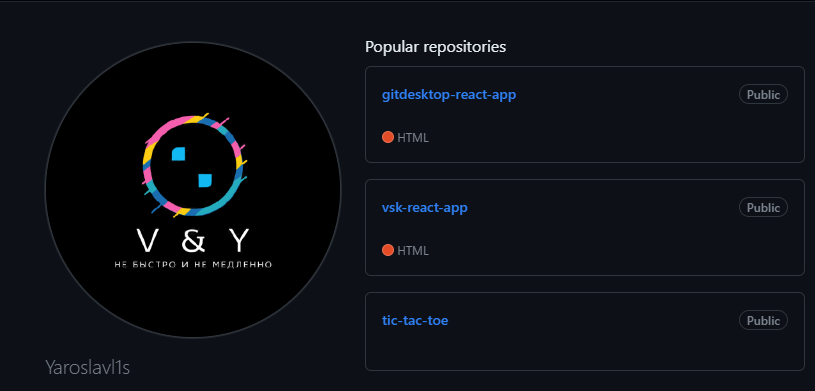 V & Y
НЕ БЫСТРО И НЕ МЕДЛЕННО
Yaroslavl1s
Popular repositories
gitdesktop-react-app
Public
HTML
vsk-react-app
Public
HTML
tic-tac-toe
Public